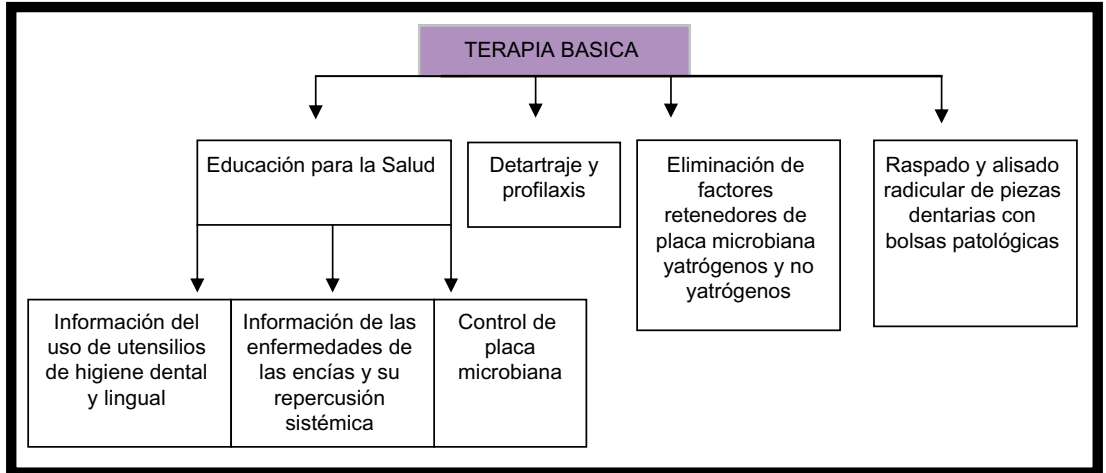 TERAPIA BASICA
Educación para la Salud
Detartraje y
profilaxis
Eliminación de
factores
retenedores de
placa microbiana
yatrógenos y no
yatrógenos
Raspado y alisado
radicular de piezas
dentarias con
bolsas patológicas
Información del
uso de utensilios
de higiene dental
y lingual
Información de las
enfermedades de
las encías y su
repercusión
sistémica
Control de
placa
microbiana